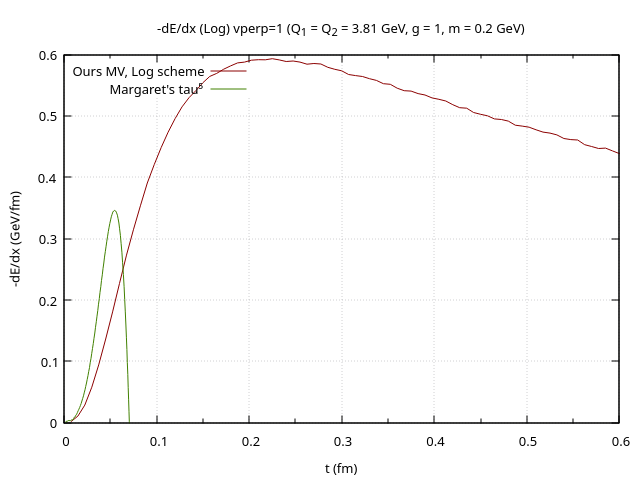 -dE/dx (Log) vperp=1 (Q₁ = Q₂ = 3.81 GeV, g = 1, m = 0.2 GeV)
Ours MV, Log scheme
Margaret's tau⁵
-dE/dx (GeV/fm)
0.6
0.5
0.4
0.3
0.2
0.1
0
0 0.1 0.2 0.3 0.4 0.5 0.6
t (fm)